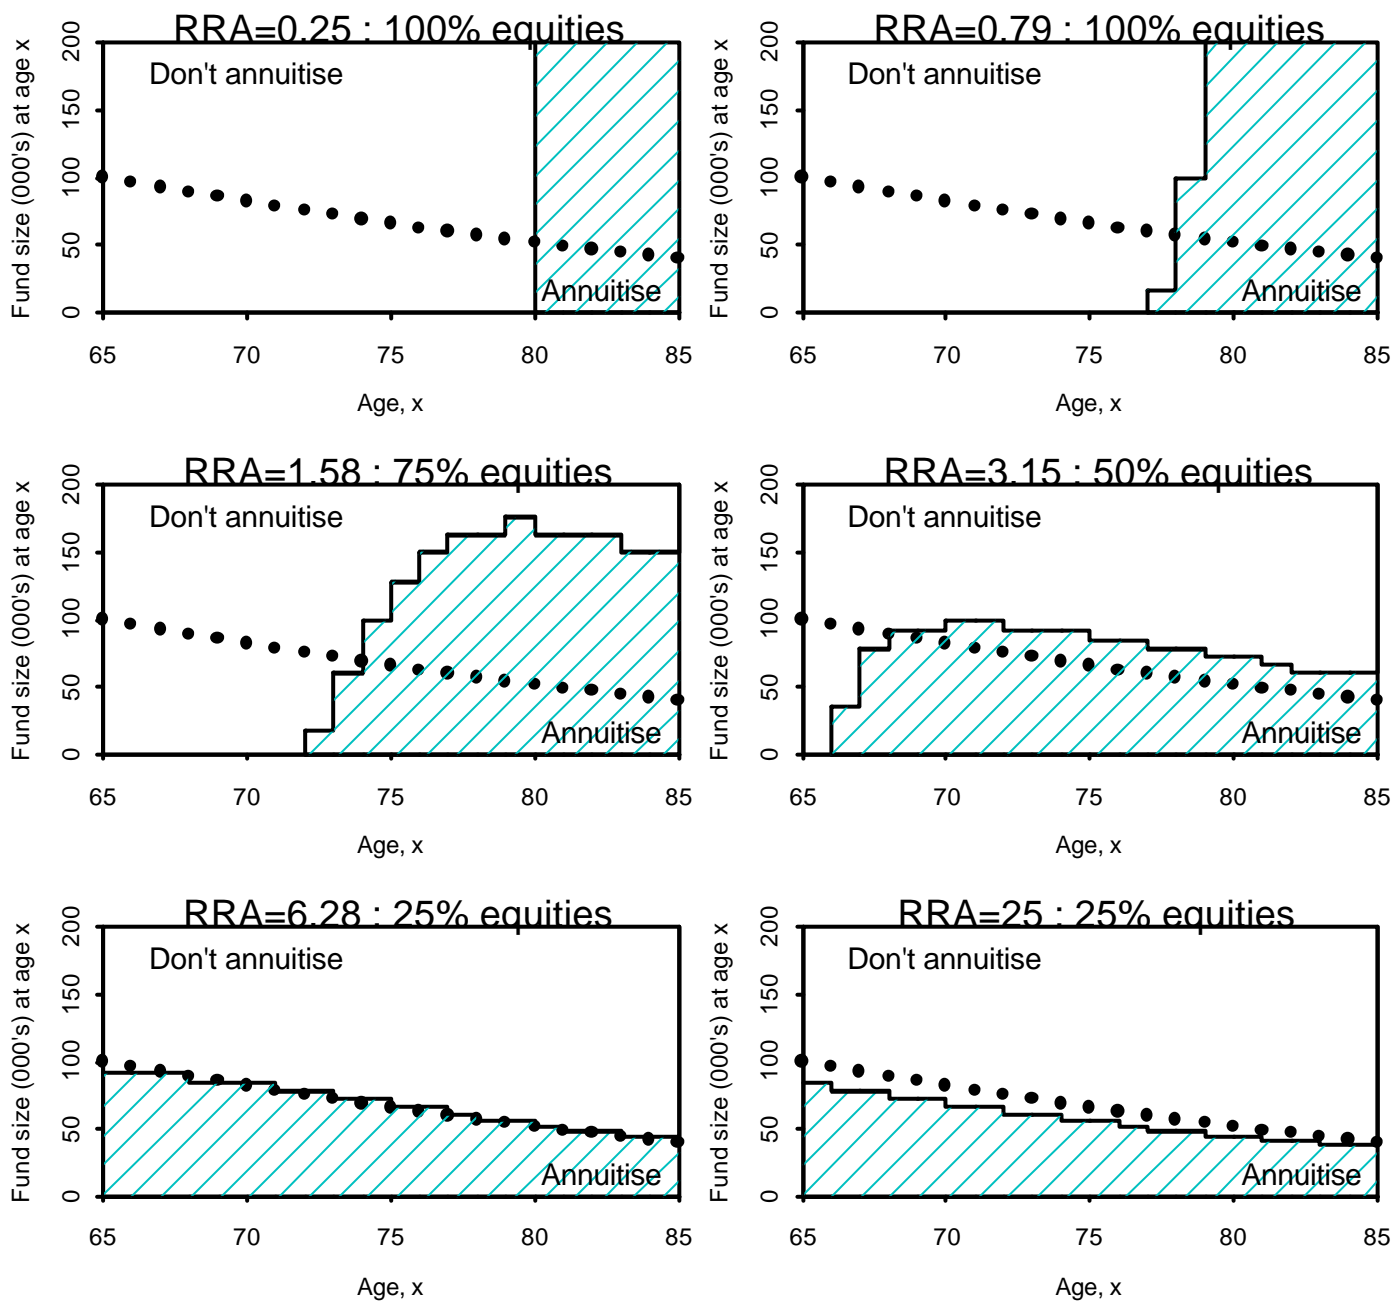 RRA=0.25 : 100% equities
Fund size (000's) at age x
200
150
100
50
0
Don't annuitise
Annuitise
65 70 75 80 85
Age, x
RRA=0.79 : 100% equities
Fund size (000's) at age x
200
150
100
50
0
Don't annuitise
Annuitise
65 70 75 80 85
Age, x
RRA=1.58 : 75% equities
Fund size (000's) at age x
200
150
100
50
0
Don't annuitise
Annuitise
65 70 75 80 85
Age, x
RRA=3.15 : 50% equities
Fund size (000's) at age x
200
150
100
50
0
Don't annuitise
Annuitise
65 70 75 80 85
Age, x
RRA=6.28 : 25% equities
Fund size (000's) at age x
200
150
100
50
0
Don't annuitise
Annuitise
65 70 75 80 85
Age, x
RRA=25 : 25% equities
Fund size (000's) at age x
200
150
100
50
0
Don't annuitise
Annuitise
65 70 75 80 85
Age, x